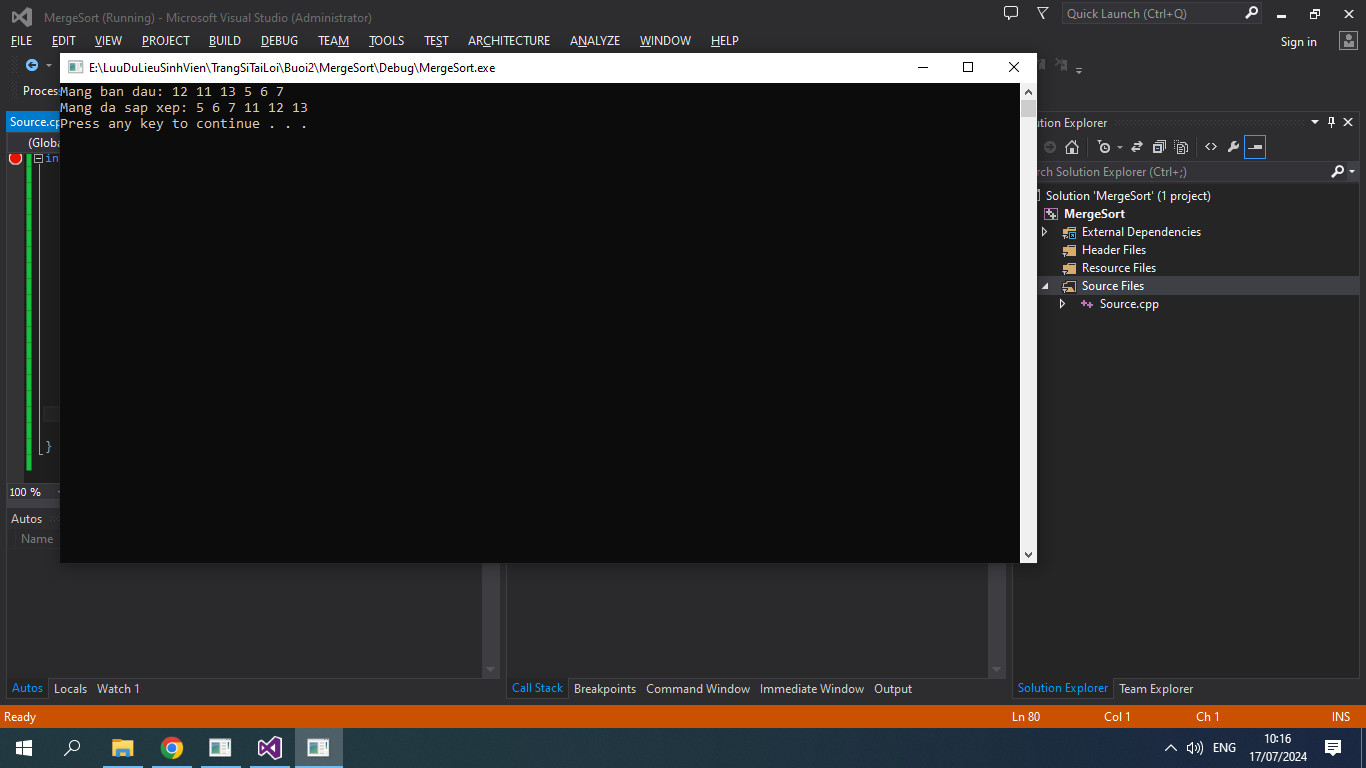 MergeSort (Running) - Microsoft Visual Studio (Administrator)
Quick Launch (Ctrl+Q)
FILE EDIT VIEW PROJECT BUILD DEBUG TEAM TOOLS TEST ARCHITECTURE ANALYZE WINDOW HELP
Sign in
E:\LuuDuLieuSinhVien\TrangSiTaiLoi\Buoi2\MergeSort\Debug\MergeSort.exe
Mang ban dau: 12 11 13 5 6 7
Mang da sap xep: 5 6 7 11 12 13
Press any key to continue . . .
Proces
Source.cp
(Globa
in
}
100 %
Autos
Name
ution Explorer
rch Solution Explorer (Ctrl+;)
Solution 'MergeSort' (1 project)
MergeSort
External Dependencies
Header Files
Resource Files
Source Files
Source.cpp
Autos Locals Watch 1
Call Stack Breakpoints Command Window Immediate Window Output
Solution Explorer Team Explorer
Ready
Ln 80 Col 1 Ch 1 INS
ENG
10:16
17/07/2024